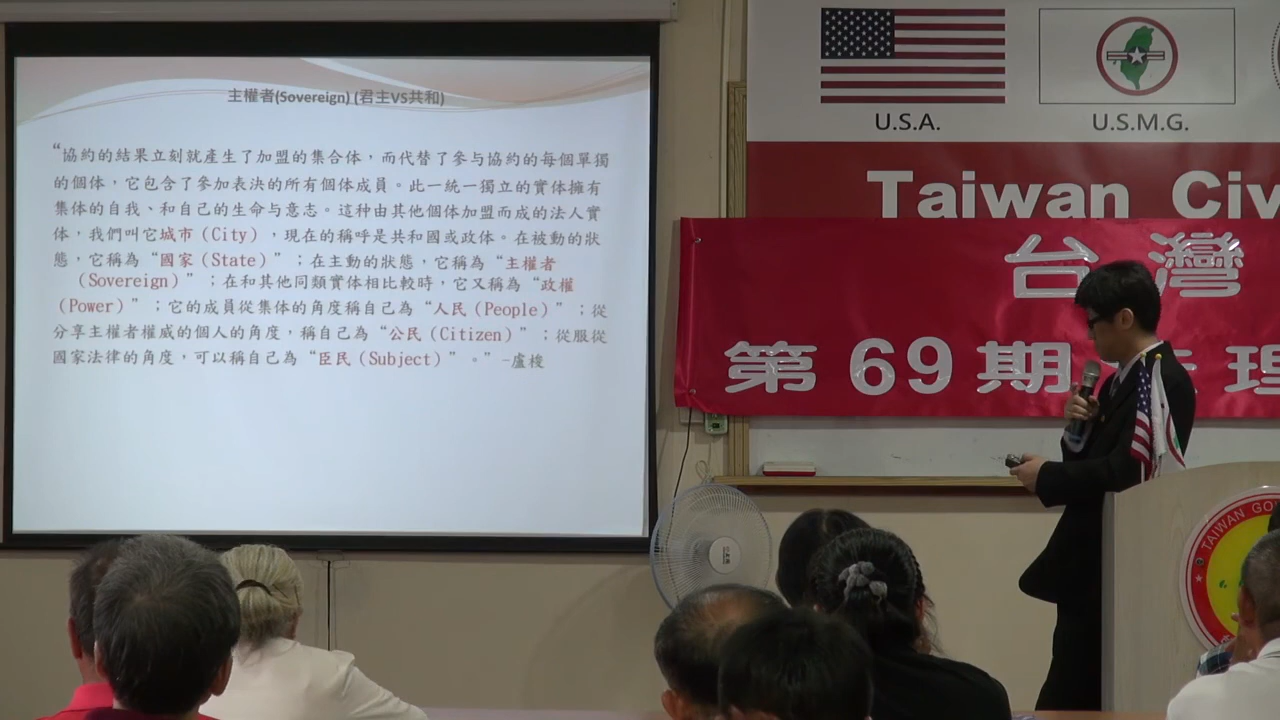 主權者(Sovereign) (君主VS共和)
“協約的結果立刻就產生了加盟的集合体，而代替了參与協約的每個單獨
的個体，它包含了參加表決的所有個体成員。此一統一獨立的實体擁有
集体的自我、和自己的生命与意志。這种由其他個体加盟而成的法人實
体，我們叫它城市（City），現在的稱呼是共和國或政体。在被動的狀
態，它稱為“國家（State）”；在主動的狀態，它稱為“主權者
（Sovereign）”；在和其他同類實体相比較時，它又稱為“政權
（Power）”；它的成員從集体的角度稱自己為“人民（People）”；從
分享主權者權威的個人的角度，稱自己為“公民（Citizen）”；從服從
國家法律的角度，可以稱自己為“臣民（Subject）”。”-盧梭
U.S.A.
U.S.M.G.
Taiwan Civ
台灣
第69期
理
TAIWAN GO